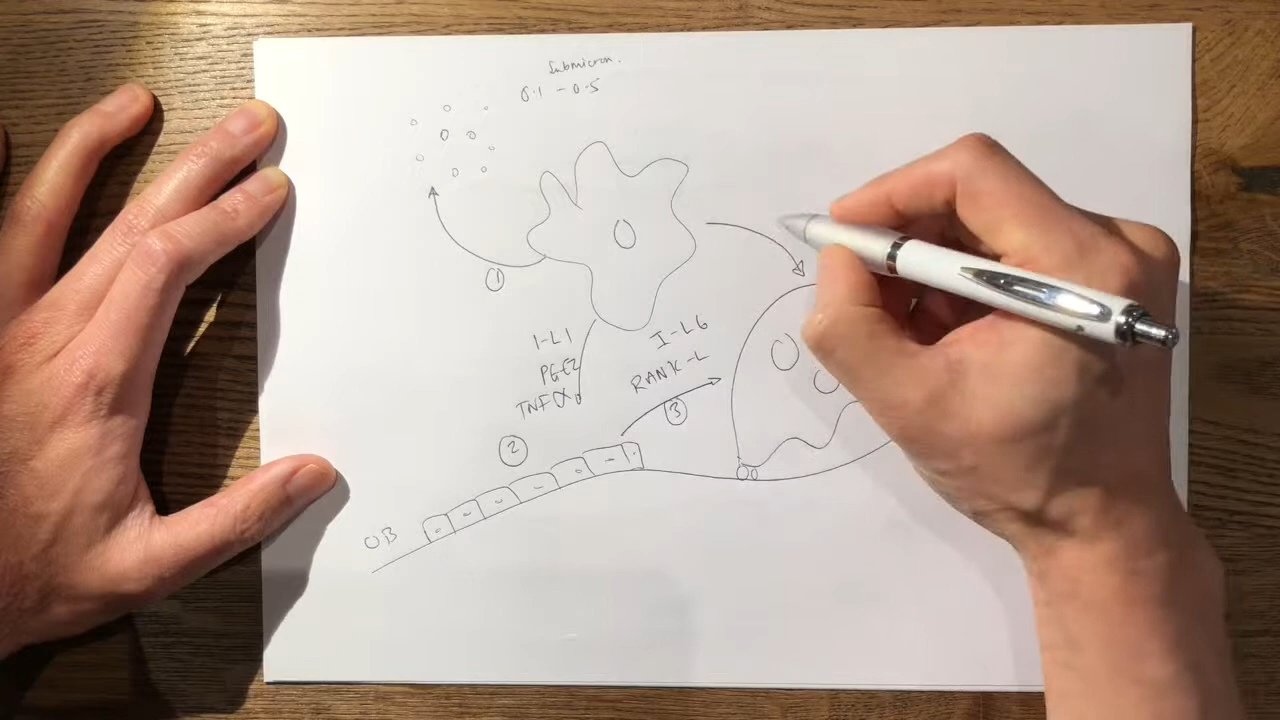 Submicron.
0.1 - 0.5
①
I-L1
PGE2
TNFα
②
I-L6
RANK-L
③
OB